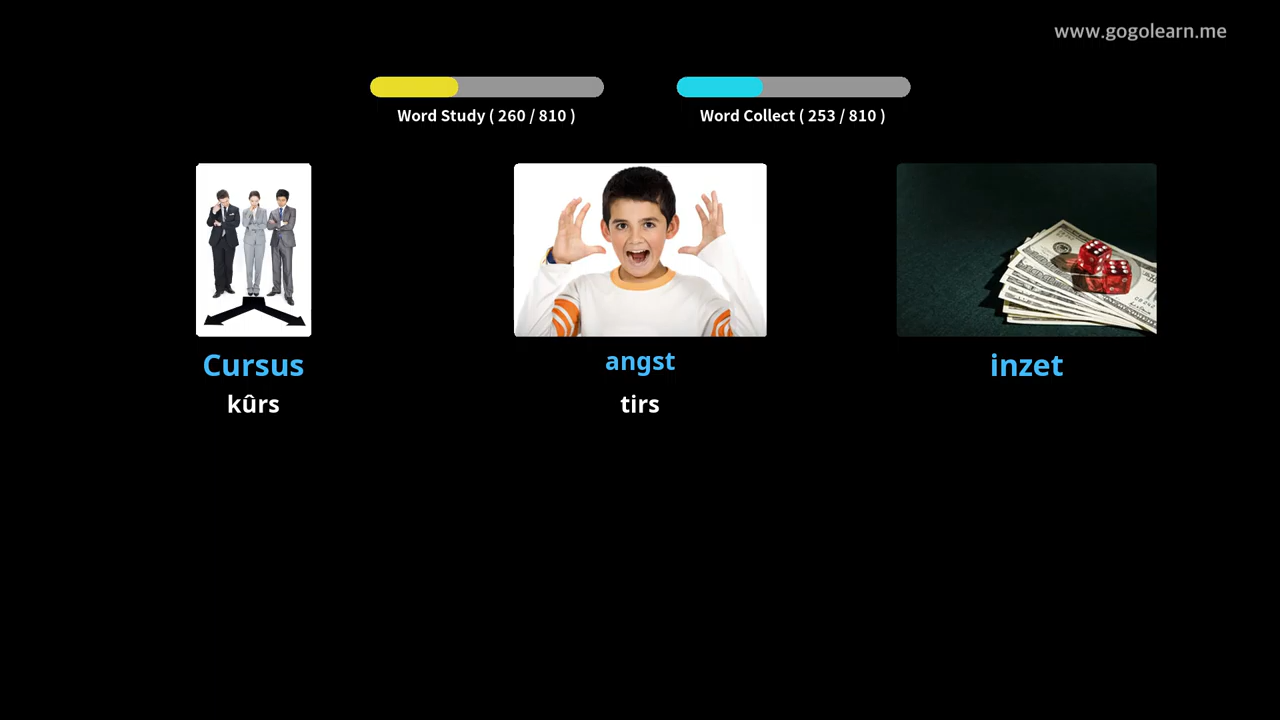 www.gogolearn.me
Word Study ( 260 / 810 )
Word Collect ( 253 / 810 )
Cursus
kûrs
angst
tirs
inzet